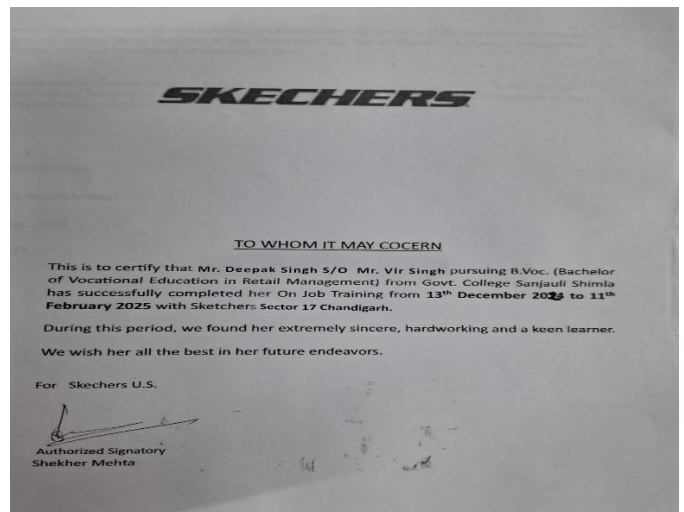 SKECHERS
TO WHOM IT MAY COCERN
This is to certify that Mr. Deepak Singh S/O Mr. Vir Singh pursuing B.Voc. (Bachelor
of Vocational Education in Retail Management) from Govt. College Sanjauli Shimla
has successfully completed her On Job Training from 13th December 2024 to 11th
February 2025 with Sketchers Sector 17 Chandigarh.
During this period, we found her extremely sincere, hardworking and a keen learner.
We wish her all the best in her future endeavors.
For Skechers U.S.
Authorized Signatory
Shekher Mehta